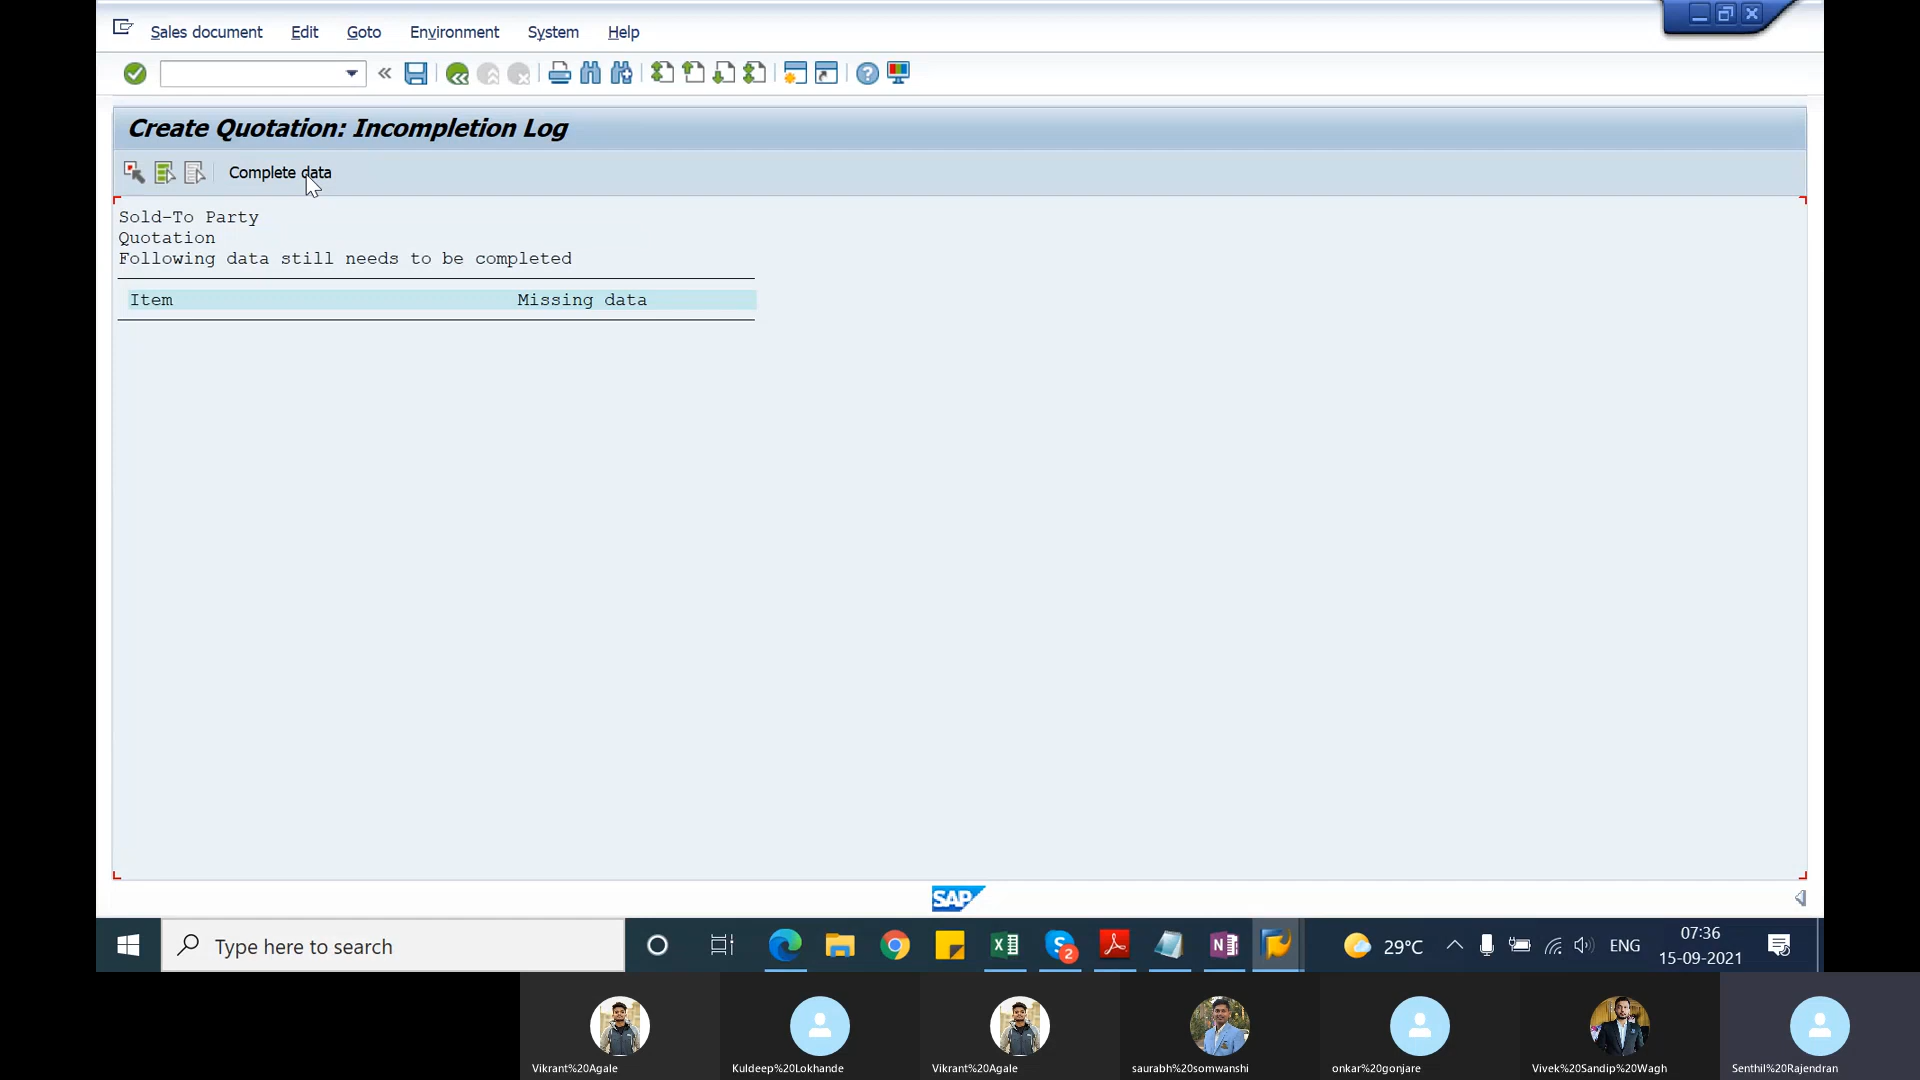 Sales document Edit Goto Environment System Help
Create Quotation: Incompletion Log
Complete data
Sold-To Party
Quotation
Following data still needs to be completed
Item Missing data
SAP
Type here to search
2
29°C
ENG
07:36
15-09-2021
Vikrant%20Agale
Kuldeep%20Lokhande
Vikrant%20Agale
saurabh%20somwanshi
onkar%20gonjare
Vivek%20Sandip%20Wagh
Senthil%20Rajendran